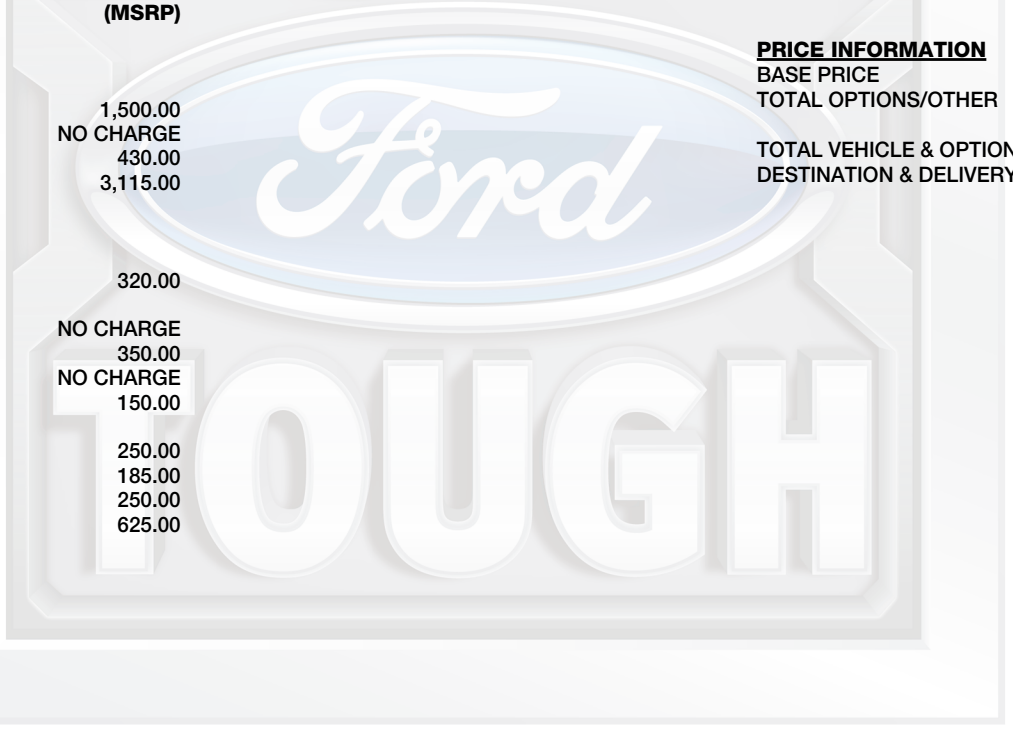 (MSRP)
1,500.00
NO CHARGE
430.00
3,115.00
320.00
NO CHARGE
350.00
NO CHARGE
150.00
250.00
185.00
250.00
625.00
PRICE INFORMATION
BASE PRICE
TOTAL OPTIONS/OTHER
TOTAL VEHICLE & OPTION
DESTINATION & DELIVERY
Ford
TOUGH